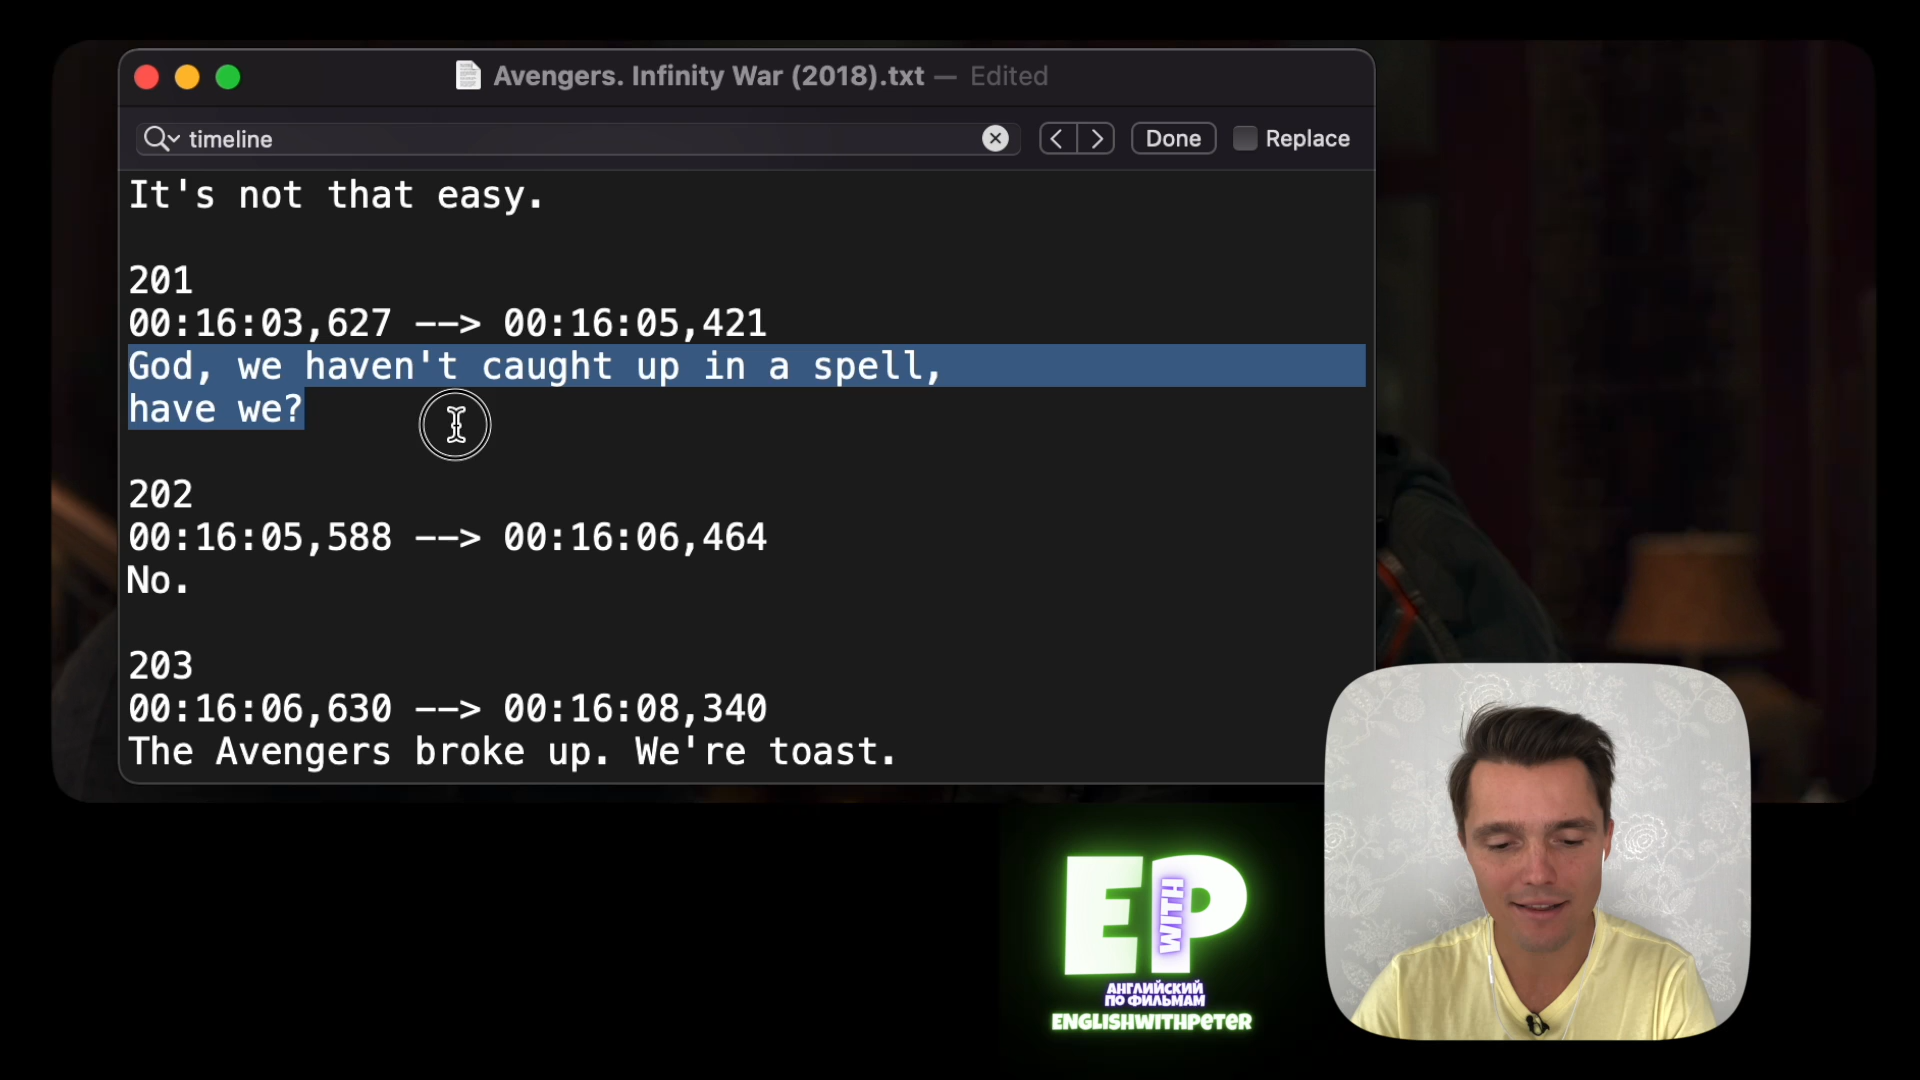 Avengers. Infinity War (2018).txt — Edited
timeline
Done
Replace
It's not that easy.
201
00:16:03,627 --> 00:16:05,421
God, we haven't caught up in a spell,
have we?
202
00:16:05,588 --> 00:16:06,464
No.
203
00:16:06,630 --> 00:16:08,340
The Avengers broke up. We're toast.
EP
WITH
АНГЛИЙСКИЙ
ПО ФИЛЬМАМ
ENGLISHWITHPETER